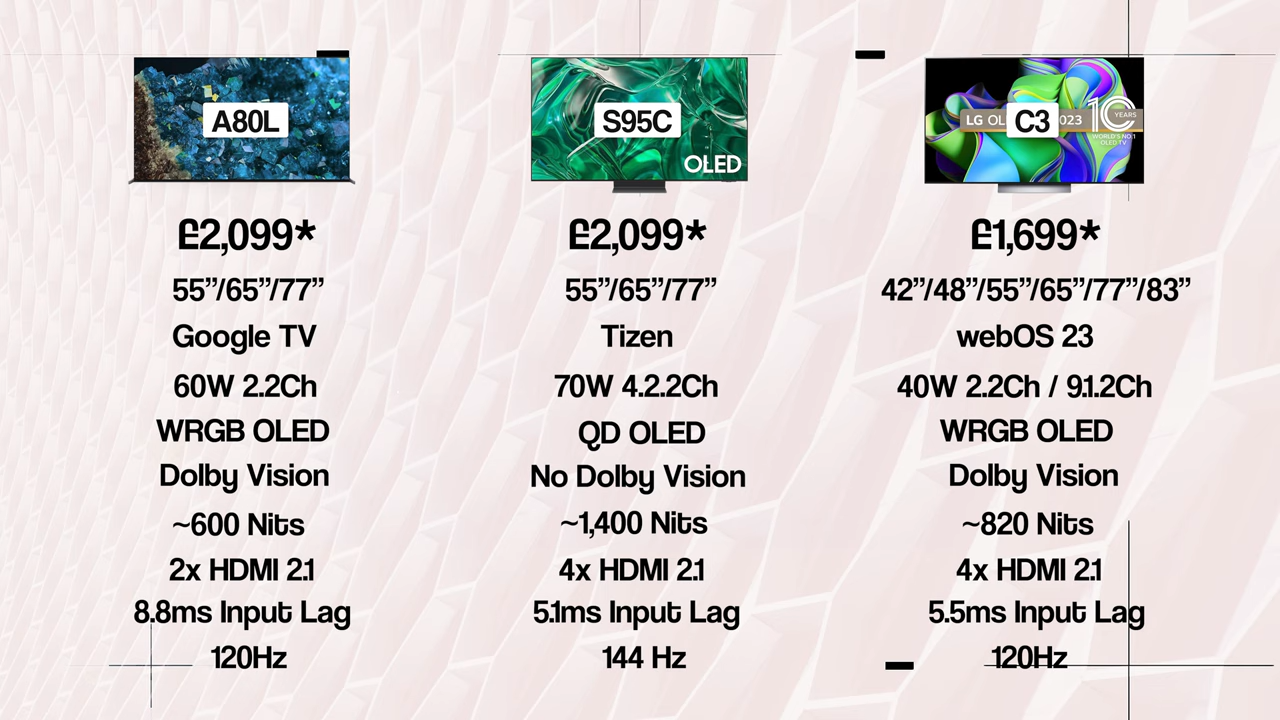 A80L
£2,099*
55”/65”/77”
Google TV
60W 2.2Ch
WRGB OLED
Dolby Vision
~600 Nits
2x HDMI 2.1
8.8ms Input Lag
120Hz
S95C
OLED
£2,099*
55”/65”/77”
Tizen
70W 4.2.2Ch
QD OLED
No Dolby Vision
~1,400 Nits
4x HDMI 2.1
5.1ms Input Lag
144 Hz
LG OL
C3
023
10
YEARS
WORLD'S NO.1
OLED TV
£1,699*
42”/48”/55”/65”/77”/83”
webOS 23
40W 2.2Ch / 9.1.2Ch
WRGB OLED
Dolby Vision
~820 Nits
4x HDMI 2.1
5.5ms Input Lag
120Hz